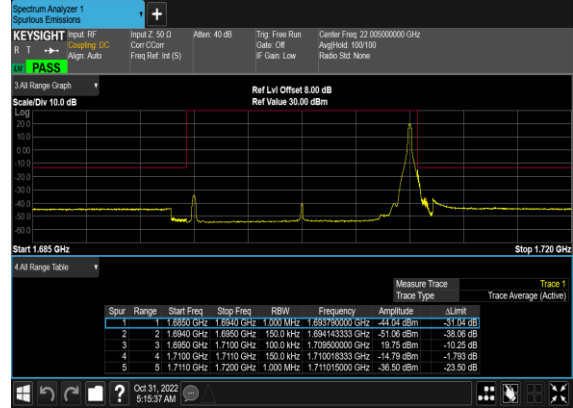 Spectrum Analyzer 1
Spurious Emissions
KEYSIGHT Input: RF Input Z: 50 Ω Atten: 40 dB Trig: Free Run Center Freq: 22.005000000 GHz
R T Coupling: DC Corr CCorr Gate: Off Avg|Hold: 100/100
Align: Auto Freq Ref: Int (S) IF Gain: Low Radio Std: None
PASS
3 All Range Graph
Ref Lvl Offset 8.00 dB
Scale/Div 10.0 dB Ref Value 30.00 dBm
Log
20.0
10.0
0.00
-10.0
-20.0
-30.0
-40.0
-50.0
-60.0
Start 1.685 GHz Stop 1.720 GHz
4 All Range Table
Measure Trace Trace 1
Trace Type Trace Average (Active)
Spur Range Start Freq Stop Freq RBW Frequency Amplitude ΔLimit
1 1 1.6850 GHz 1.6940 GHz 1.000 MHz 1.693790000 GHz -44.04 dBm -31.04 dB
2 2 1.6940 GHz 1.6950 GHz 150.0 kHz 1.694143333 GHz -51.06 dBm -38.06 dB
3 3 1.6950 GHz 1.7100 GHz 100.0 kHz 1.709500000 GHz 19.75 dBm -10.25 dB
4 4 1.7100 GHz 1.7110 GHz 150.0 kHz 1.710018333 GHz -14.79 dBm -1.793 dB
5 5 1.7110 GHz 1.7200 GHz 1.000 MHz 1.711015000 GHz -36.50 dBm -23.50 dB
Oct 31, 2022
5:15:37 AM